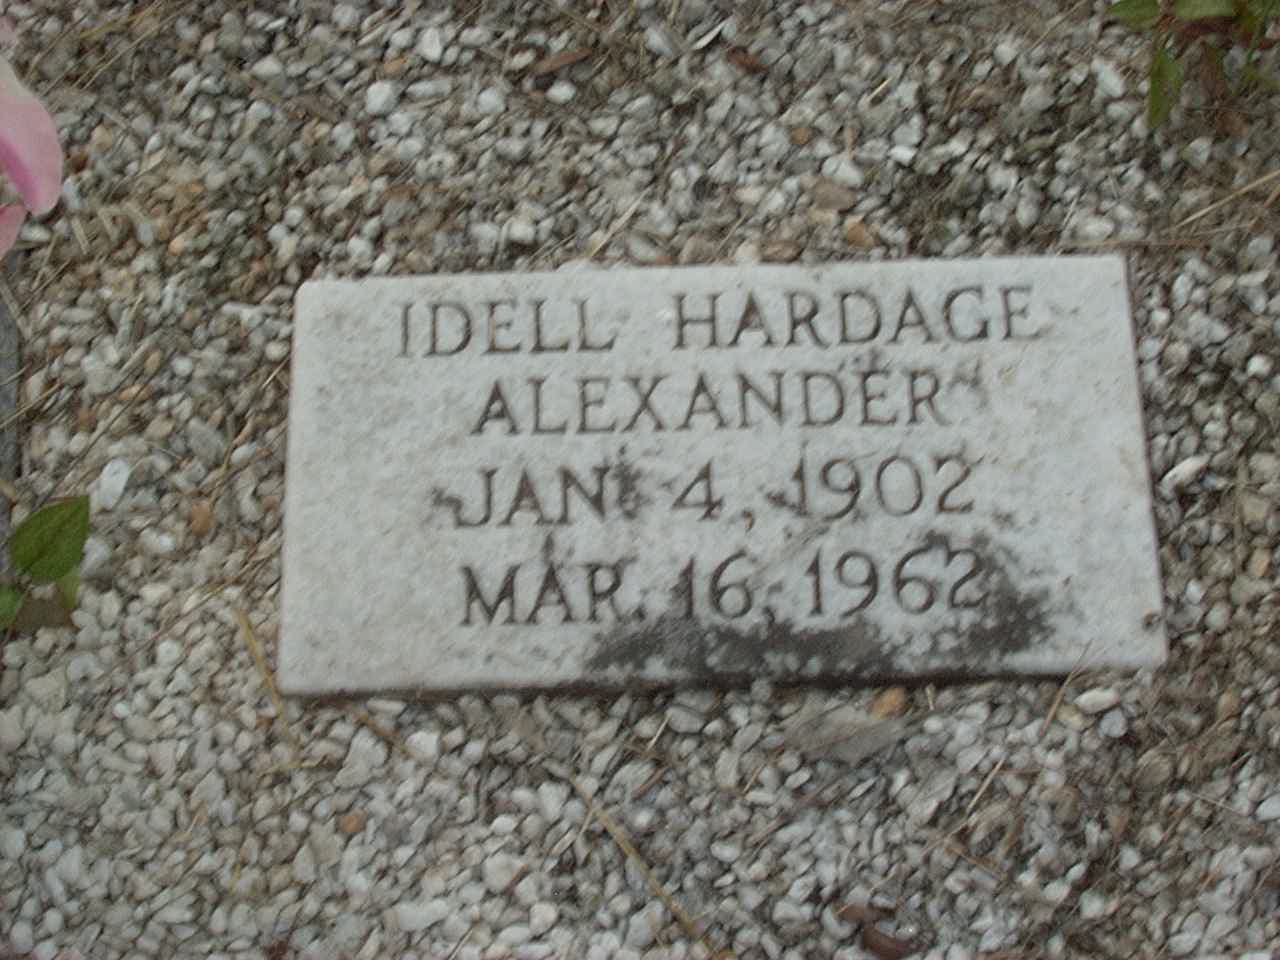 IDELL HARDAGE
ALEXANDER
JAN. 4, 1902
MAR. 16, 1962